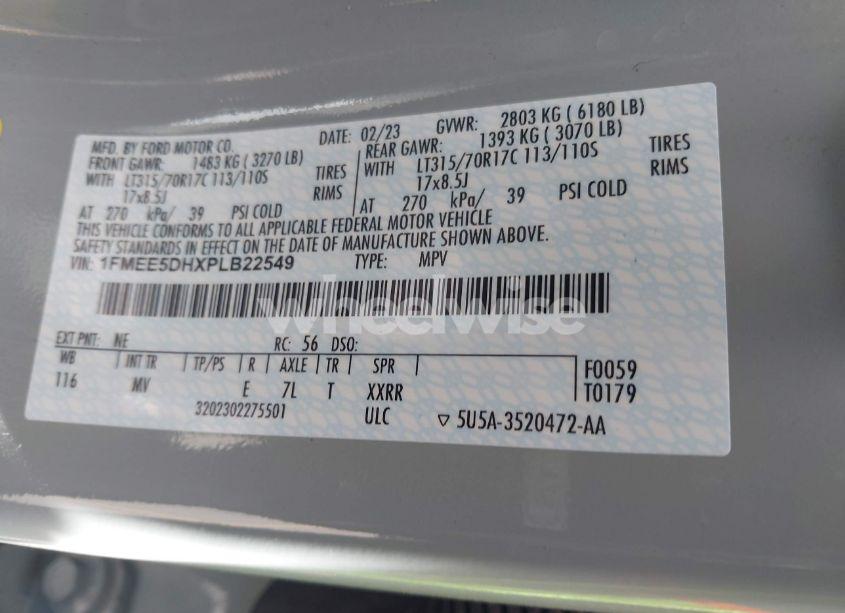 MFD. BY FORD MOTOR CO.
DATE: 02/23 GVWR: 2803 KG ( 6180 LB)
FRONT GAWR: 1483 KG ( 3270 LB)
WITH LT315/70R17C 113/110S TIRES
17x8.5J RIMS
AT 270 kPa/ 39 PSI COLD
REAR GAWR: 1393 KG ( 3070 LB)
WITH LT315/70R17C 113/110S TIRES
17x8.5J RIMS
AT 270 kPa/ 39 PSI COLD
THIS VEHICLE CONFORMS TO ALL APPLICABLE FEDERAL MOTOR VEHICLE
SAFETY STANDARDS IN EFFECT ON THE DATE OF MANUFACTURE SHOWN ABOVE.
VIN: 1FMEE5DHXPLB22549 TYPE: MPV
wheelwise
EXT PNT: NE RC: 56 DSO:
WB INT TR TP/PS R AXLE TR SPR
116 MV E 7L T XXRR
F0059
T0179
3202302275501 ULC ▽ 5U5A-3520472-AA